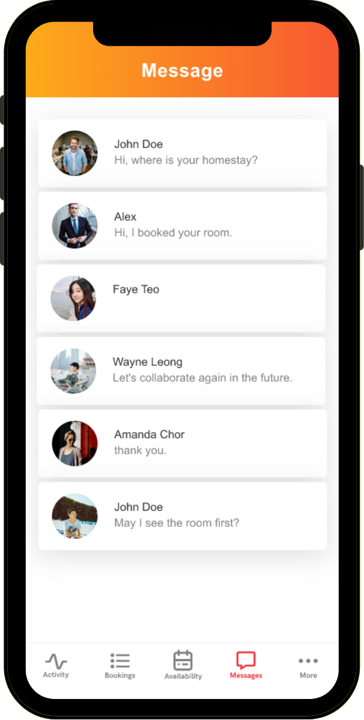 Message
John Doe
Hi, where is your homestay?
Alex
Hi, I booked your room.
Faye Teo
Wayne Leong
Let's collaborate again in the future.
Amanda Chor
thank you.
John Doe
May I see the room first?
Activity Bookings Availability Messages More